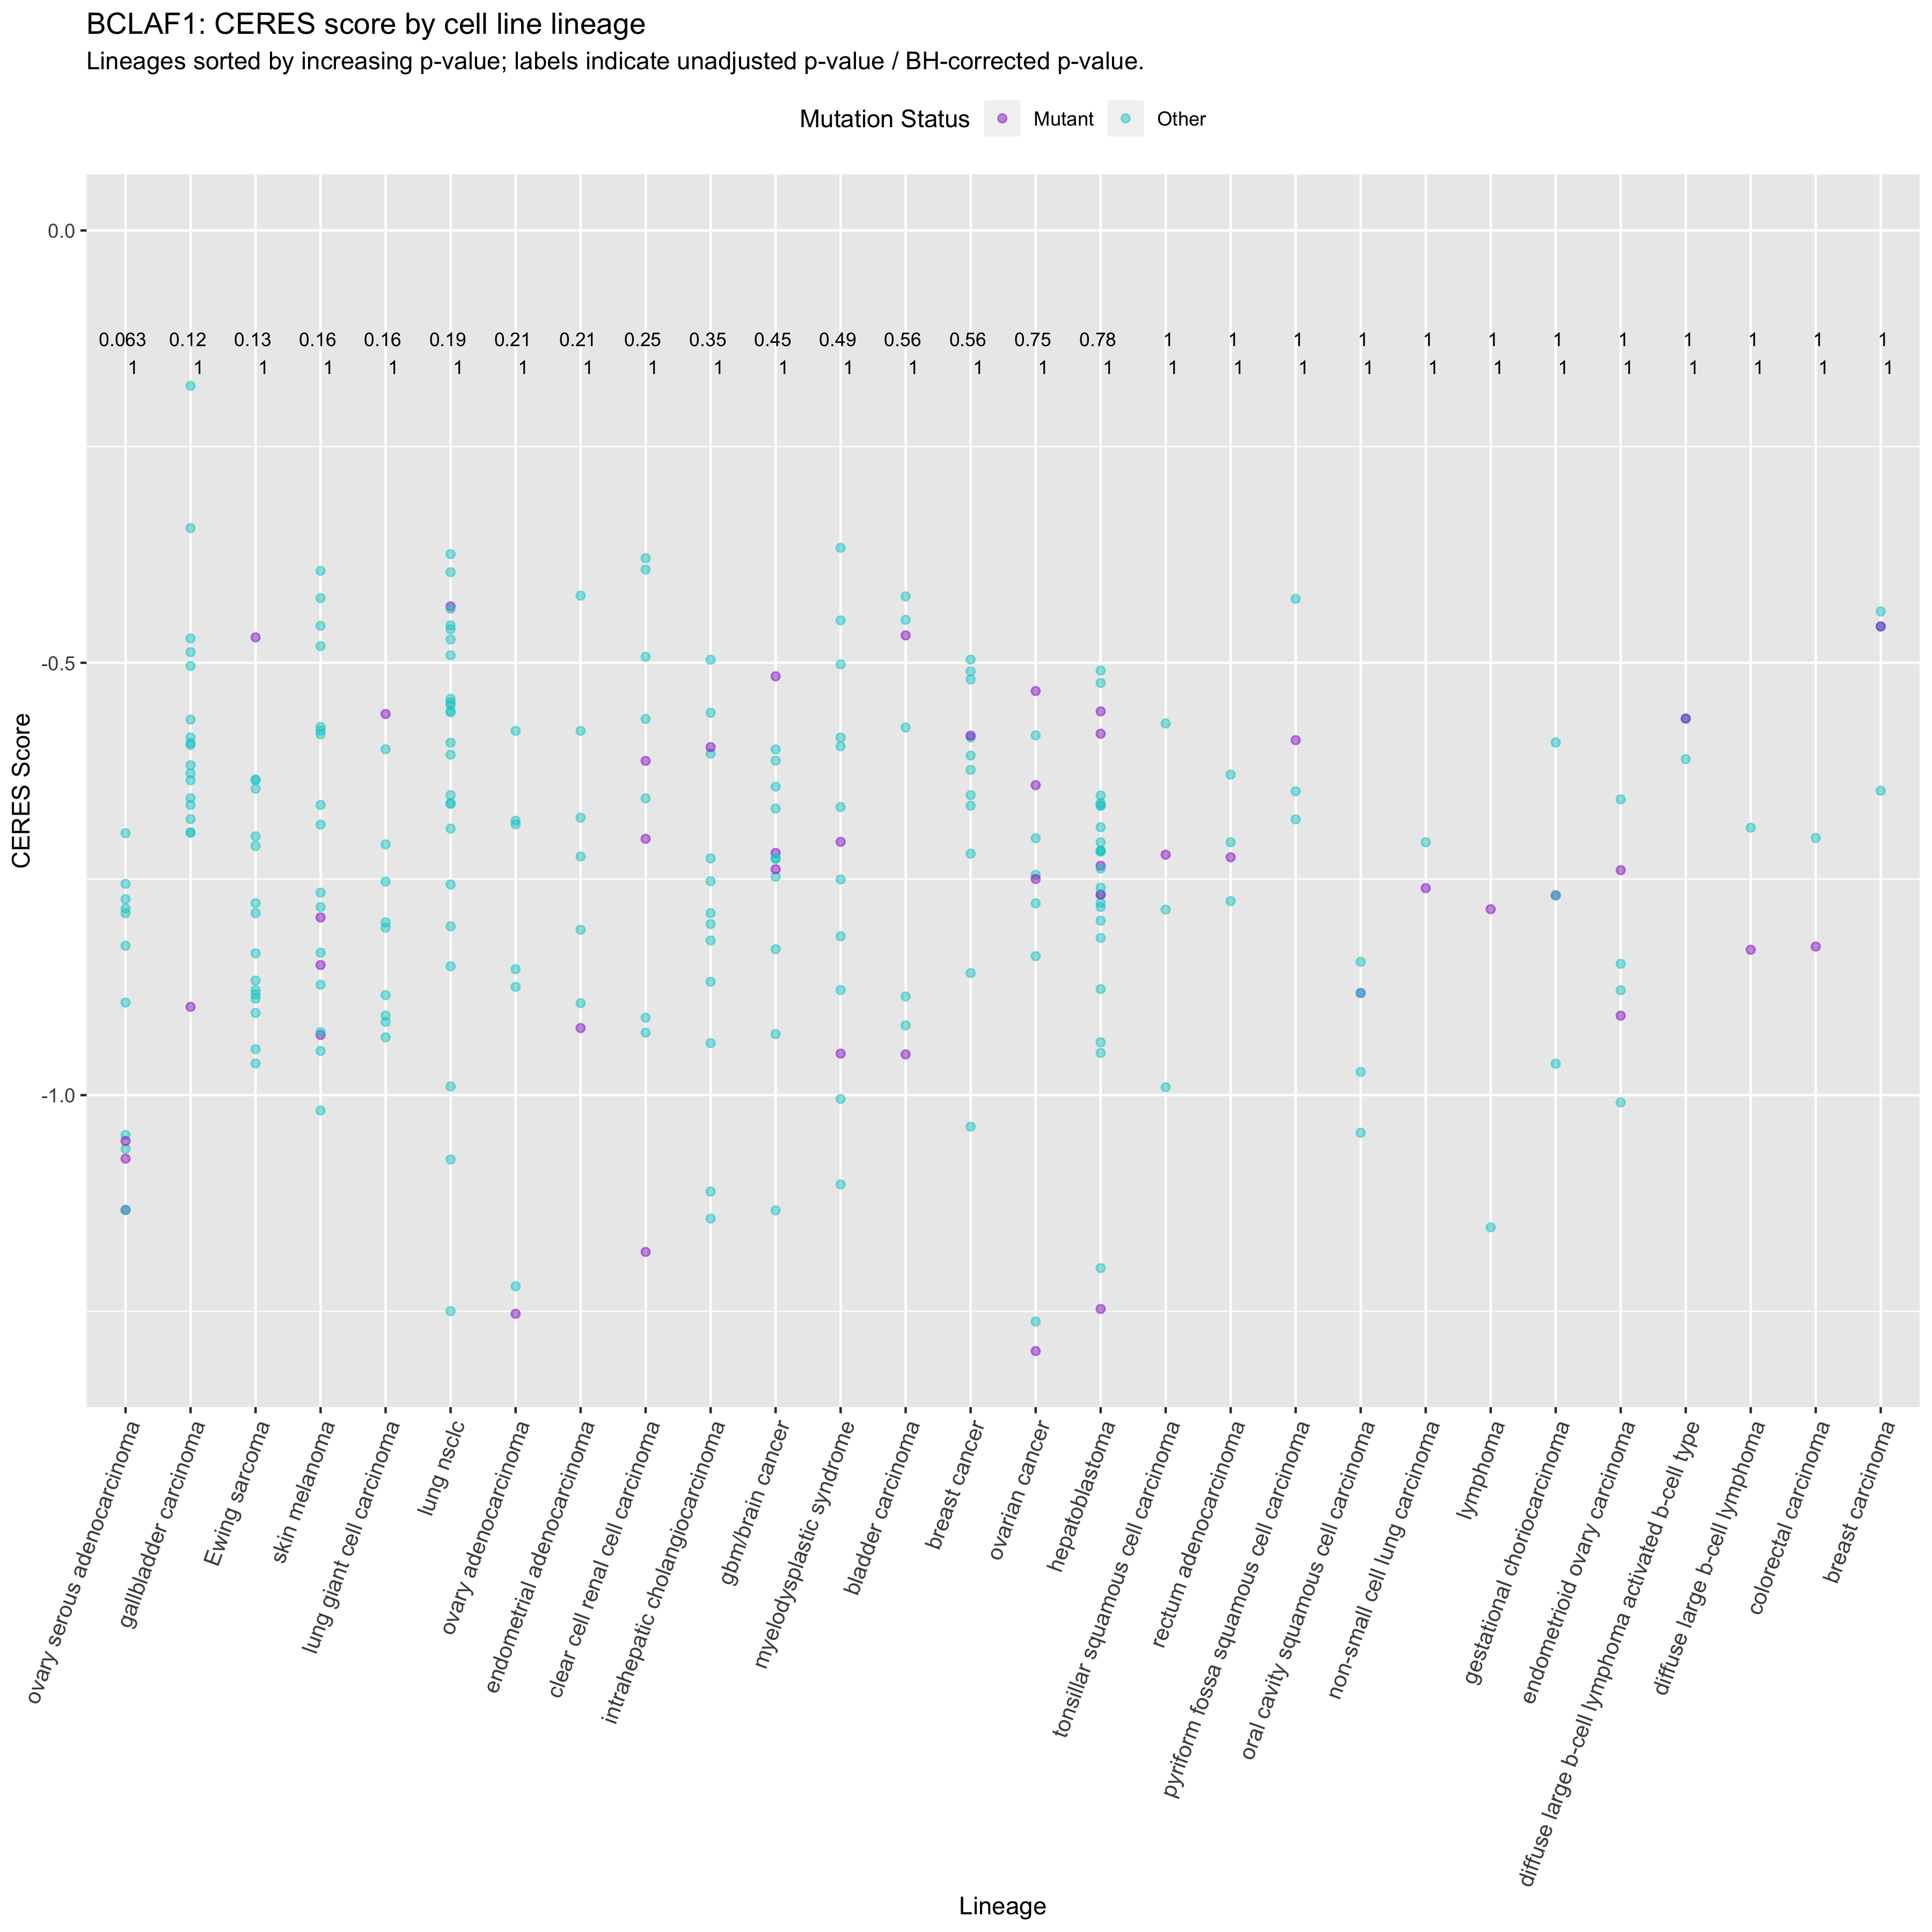 BCLAF1: CERES score by cell line lineage
Lineages sorted by increasing p-value; labels indicate unadjusted p-value / BH-corrected p-value.
Mutation Status Mutant Other
0.0
0.063 0.12 0.13 0.16 0.16 0.19 0.21 0.21 0.25 0.35 0.45 0.49 0.56 0.56 0.75 0.78 1 1 1 1 1 1 1 1 1 1 1 1
1 1 1 1 1 1 1 1 1 1 1 1 1 1 1 1 1 1 1 1 1 1 1 1 1 1 1 1
-0.5
-1.0
CERES Score
ovary serous adenocarcinoma
gallbladder carcinoma
Ewing sarcoma
skin melanoma
lung giant cell carcinoma
lung nsclc
ovary adenocarcinoma
endometrial adenocarcinoma
clear cell renal cell carcinoma
intrahepatic cholangiocarcinoma
gbm/brain cancer
myelodysplastic syndrome
bladder carcinoma
breast cancer
ovarian cancer
hepatoblastoma
tonsillar squamous cell carcinoma
rectum adenocarcinoma
pyriform fossa squamous cell carcinoma
oral cavity squamous cell carcinoma
non-small cell lung carcinoma
lymphoma
gestational choriocarcinoma
endometrioid ovary carcinoma
diffuse large b-cell lymphoma activated b-cell type
diffuse large b-cell lymphoma
colorectal carcinoma
breast carcinoma
Lineage